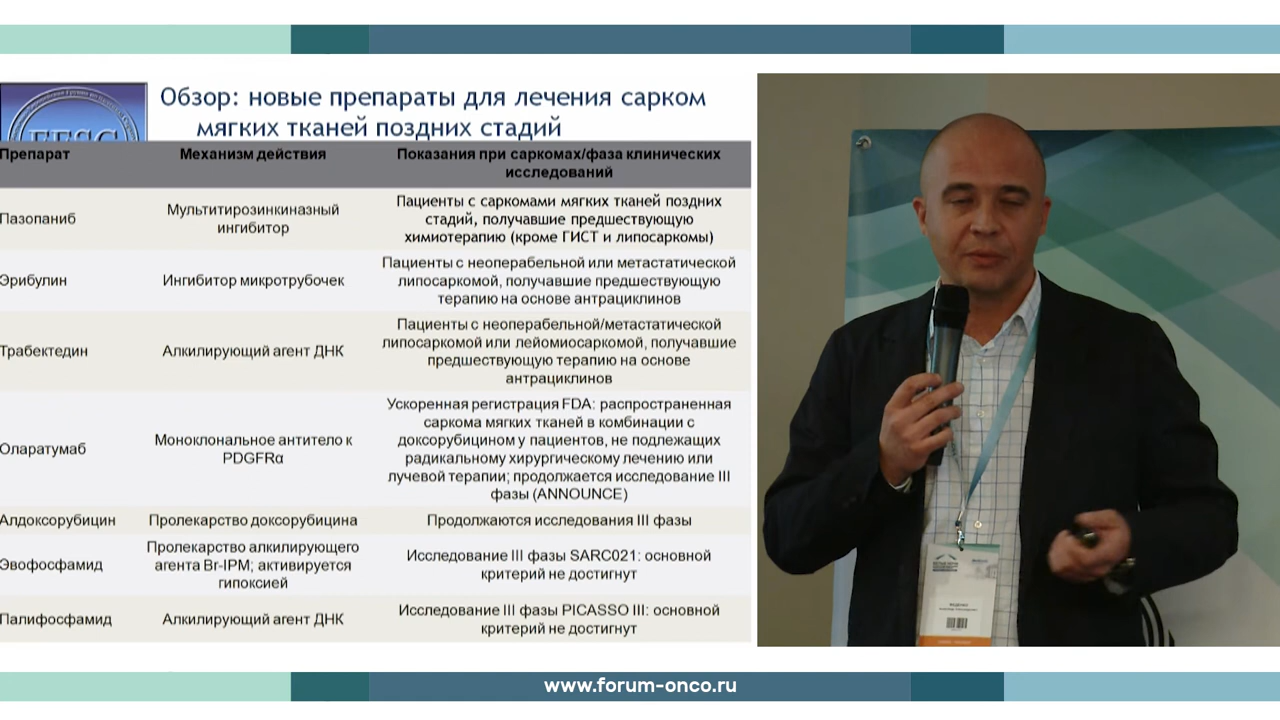 Обзор: новые препараты для лечения сарком
мягких тканей поздних стадий
EESG
Препарат
Механизм действия
Показания при саркомах/фаза клинических
исследований
Пазопаниб
Мультитирозинкиназный
ингибитор
Пациенты с саркомами мягких тканей поздних
стадий, получавшие предшествующую
химиотерапию (кроме ГИСТ и липосаркомы)
Эрибулин
Ингибитор микротрубочек
Пациенты с неоперабельной или метастатической
липосаркомой, получавшие предшествующую
терапию на основе антрациклинов
Трабектедин
Алкилирующий агент ДНК
Пациенты с неоперабельной/метастатической
липосаркомой или лейомиосаркомой, получавшие
предшествующую терапию на основе
антрациклинов
Оларатумаб
Моноклональное антитело к
PDGFRα
Ускоренная регистрация FDA: распространенная
саркома мягких тканей в комбинации с
доксорубицином у пациентов, не подлежащих
радикальному хирургическому лечению или
лучевой терапии; продолжается исследование III
фазы (ANNOUNCE)
Алдоксорубицин
Пролекарство доксорубицина
Продолжаются исследования III фазы
Эвофосфамид
Пролекарство алкилирующего
агента Br-IPM; активируется
гипоксией
Исследование III фазы SARC021: основной
критерий не достигнут
Палифосфамид
Алкилирующий агент ДНК
Исследование III фазы PICASSO III: основной
критерий не достигнут
www.forum-onco.ru